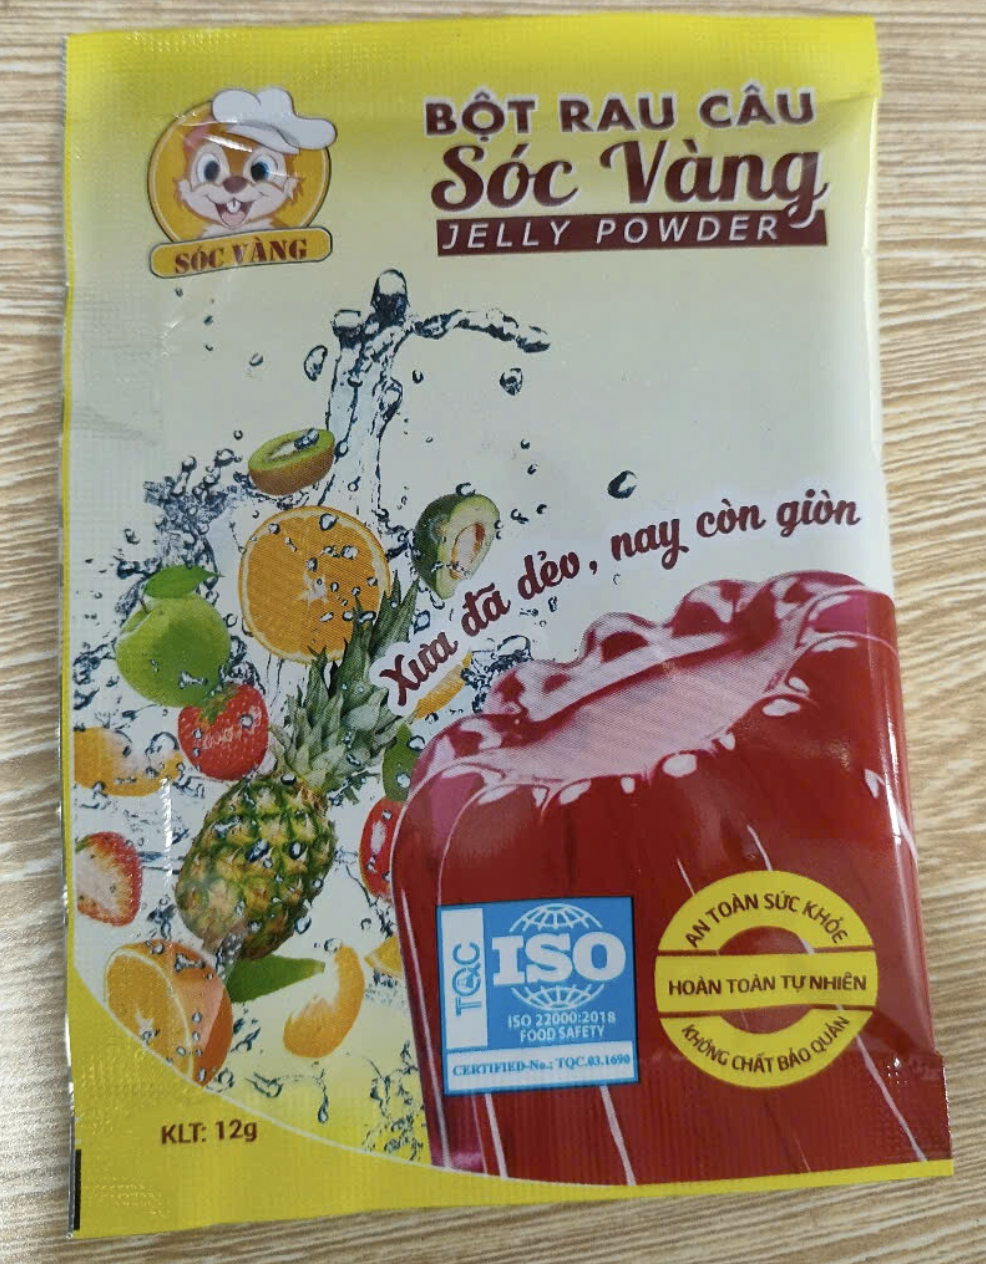 BỘT RAU CÂU
Sóc Vàng
JELLY POWDER
SÓC VÀNG
Xưa đã dẻo, nay còn giòn
TQC
ISO
ISO 22000:2018
FOOD SAFETY
CERTIFIED-No.: TQC.03.1690
AN TOÀN SỨC KHỎE
HOÀN TOÀN TỰ NHIÊN
KHÔNG CHẤT BẢO QUẢN
KLT: 12g